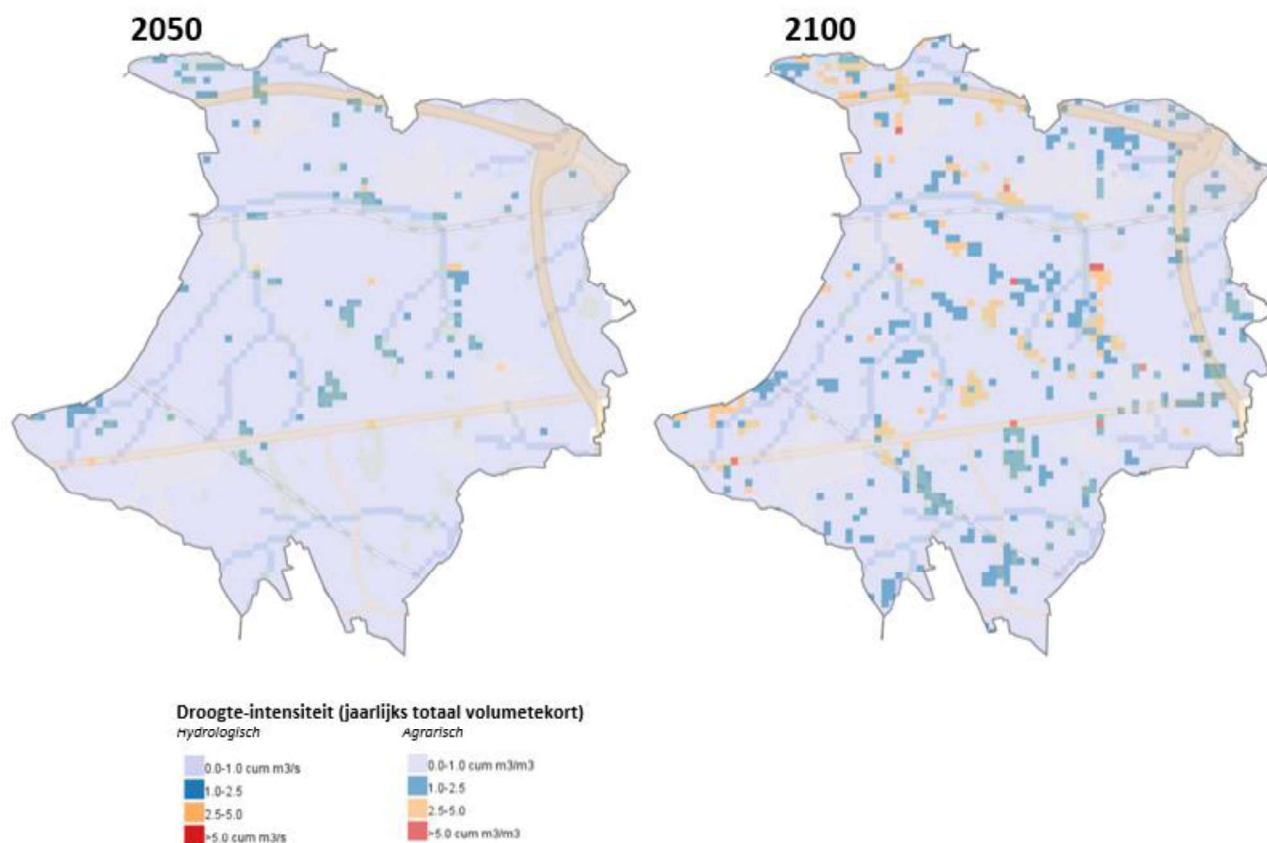 2050
2100
Droogte-intensiteit (jaarlijks totaal volumetekort)
Hydrologisch
Agrarisch
0.0-1.0 cum m3/s
0.0-1.0 cum m3/m3
1.0-2.5
1.0-2.5
2.5-5.0
2.5-5.0
>5.0 cum m3/s
>5.0 cum m3/m3